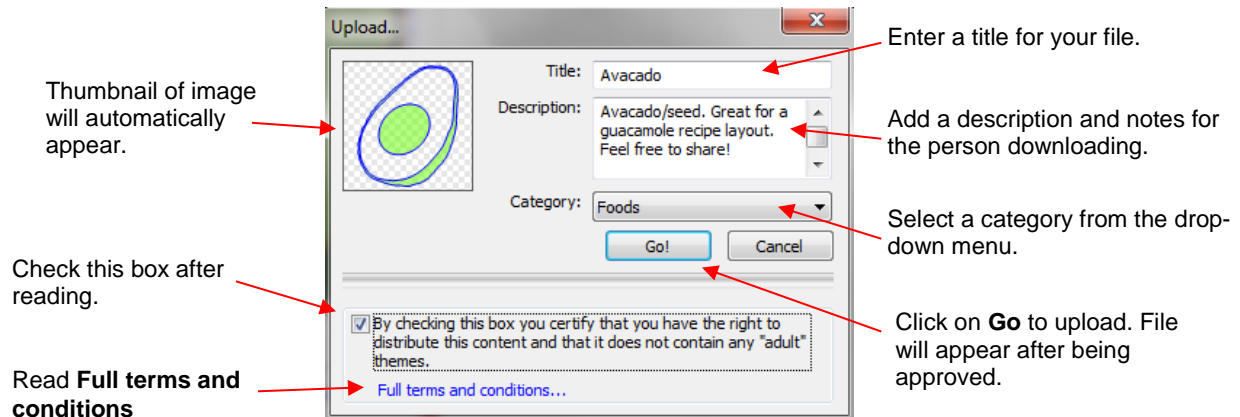 Upload...
Enter a title for your file.
Title:
Avacado
Thumbnail of image
will automatically
appear.
Description:
Avacado/seed. Great for a
guacamole recipe layout.
Feel free to share!
Add a description and notes for
the person downloading.
Category:
Foods
Select a category from the drop-
down menu.
Go!
Cancel
Check this box after
reading.
By checking this box you certify that you have the right to
distribute this content and that it does not contain any "adult"
themes.
Click on Go to upload. File
will appear after being
approved.
Read Full terms and
conditions
Full terms and conditions...